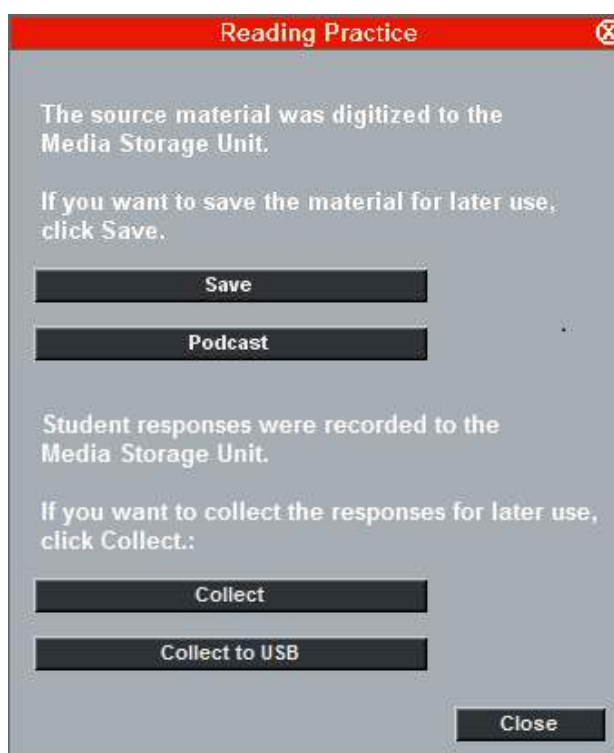 Reading Practice
The source material was digitized to the
Media Storage Unit.
If you want to save the material for later use,
click Save.
Save
Podcast
Student responses were recorded to the
Media Storage Unit.
If you want to collect the responses for later use,
click Collect.:
Collect
Collect to USB
Close